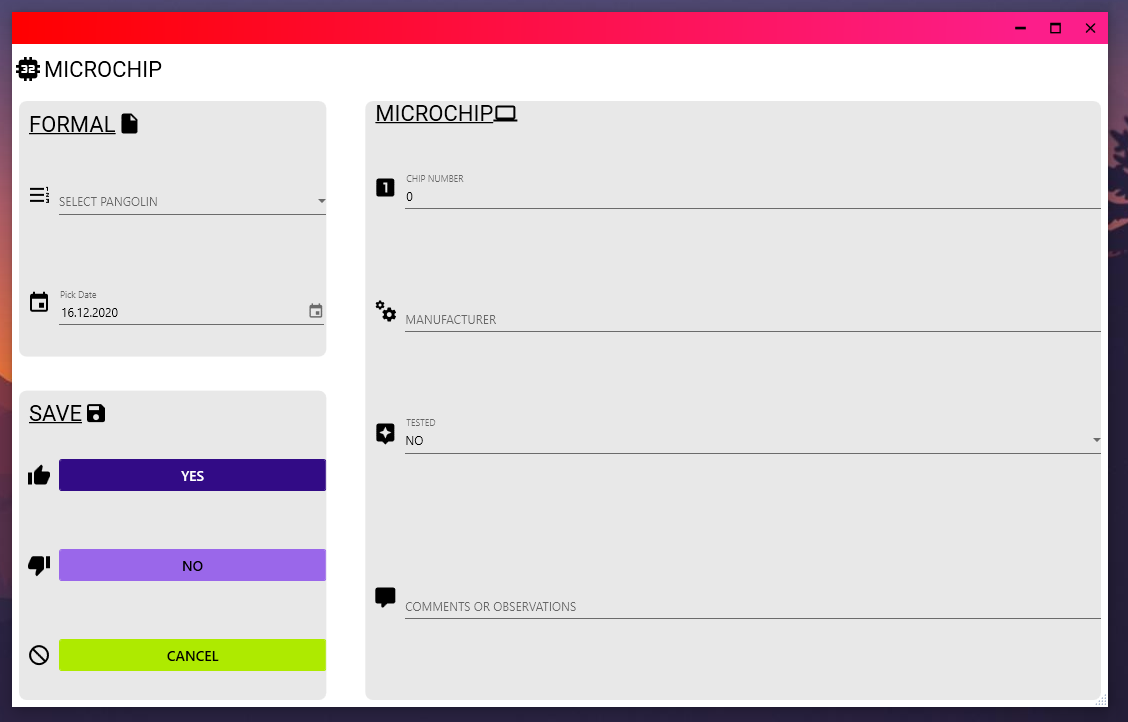 MICROCHIP
FORMAL
SELECT PANGOLIN
Pick Date
16.12.2020
SAVE
YES
NO
CANCEL
MICROCHIP
CHIP NUMBER
0
MANUFACTURER
TESTED
NO
COMMENTS OR OBSERVATIONS